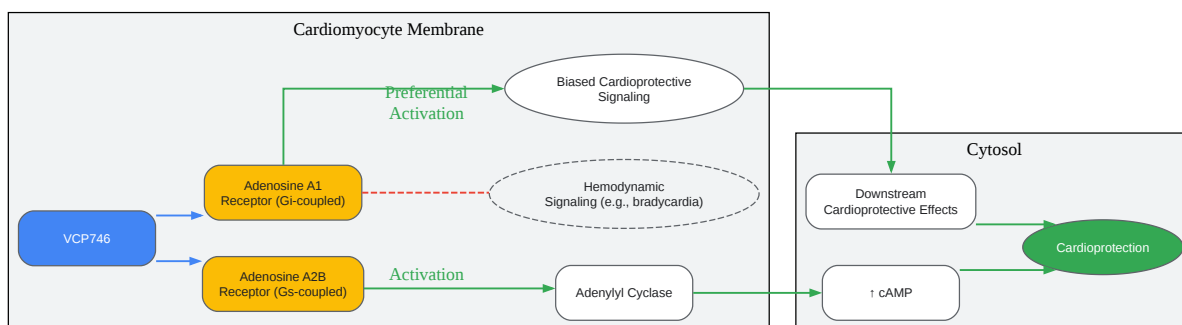 Cardiomyocyte Membrane
Preferential
Activation
Biased Cardioprotective
Signaling
Cytosol
Adenosine A1
Receptor (Gi-coupled)
Hemodynamic
Signaling (e.g., bradycardia)
Downstream
Cardioprotective Effects
VCP746
Cardioprotection
Adenosine A2B
Receptor (Gs-coupled)
Activation
Adenylyl Cyclase
↑ cAMP